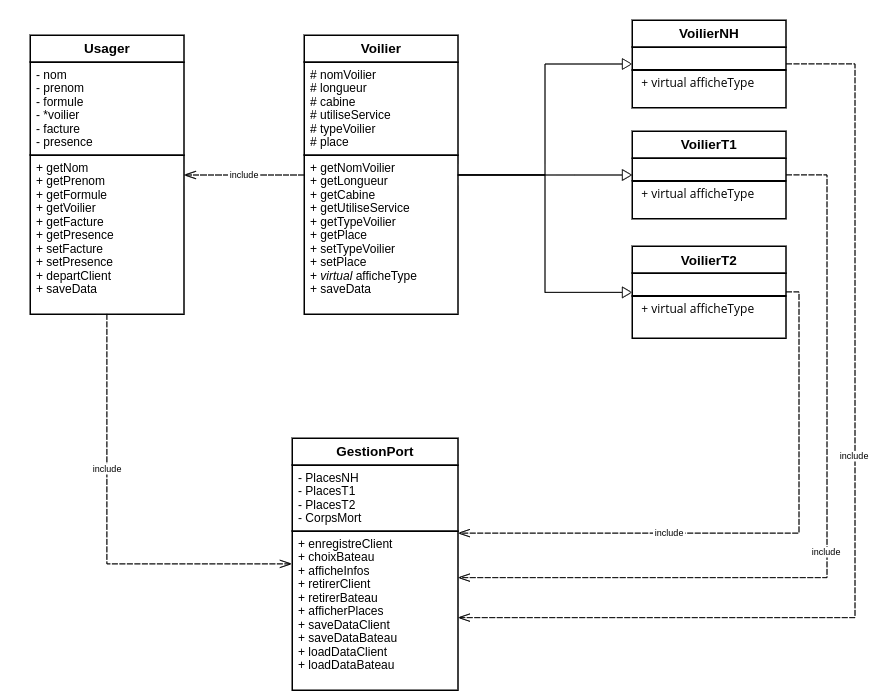 Usager
- nom
- prenom
- formule
- *voilier
- facture
- presence
+ getNom
+ getPrenom
+ getFormule
+ getVoilier
+ getFacture
+ getPresence
+ setFacture
+ setPresence
+ departClient
+ saveData
include
Voilier
# nomVoilier
# longueur
# cabine
# utiliseService
# typeVoilier
# place
+ getNomVoilier
+ getLongueur
+ getCabine
+ getUtiliseService
+ getTypeVoilier
+ getPlace
+ setTypeVoilier
+ setPlace
+ virtual afficheType
+ saveData
VoilierNH
+ virtual afficheType
VoilierT1
+ virtual afficheType
VoilierT2
+ virtual afficheType
include
GestionPort
- PlacesNH
- PlacesT1
- PlacesT2
- CorpsMort
+ enregistreClient
+ choixBateau
+ afficheInfos
+ retirerClient
+ retirerBateau
+ afficherPlaces
+ saveDataClient
+ saveDataBateau
+ loadDataClient
+ loadDataBateau
include
include
include